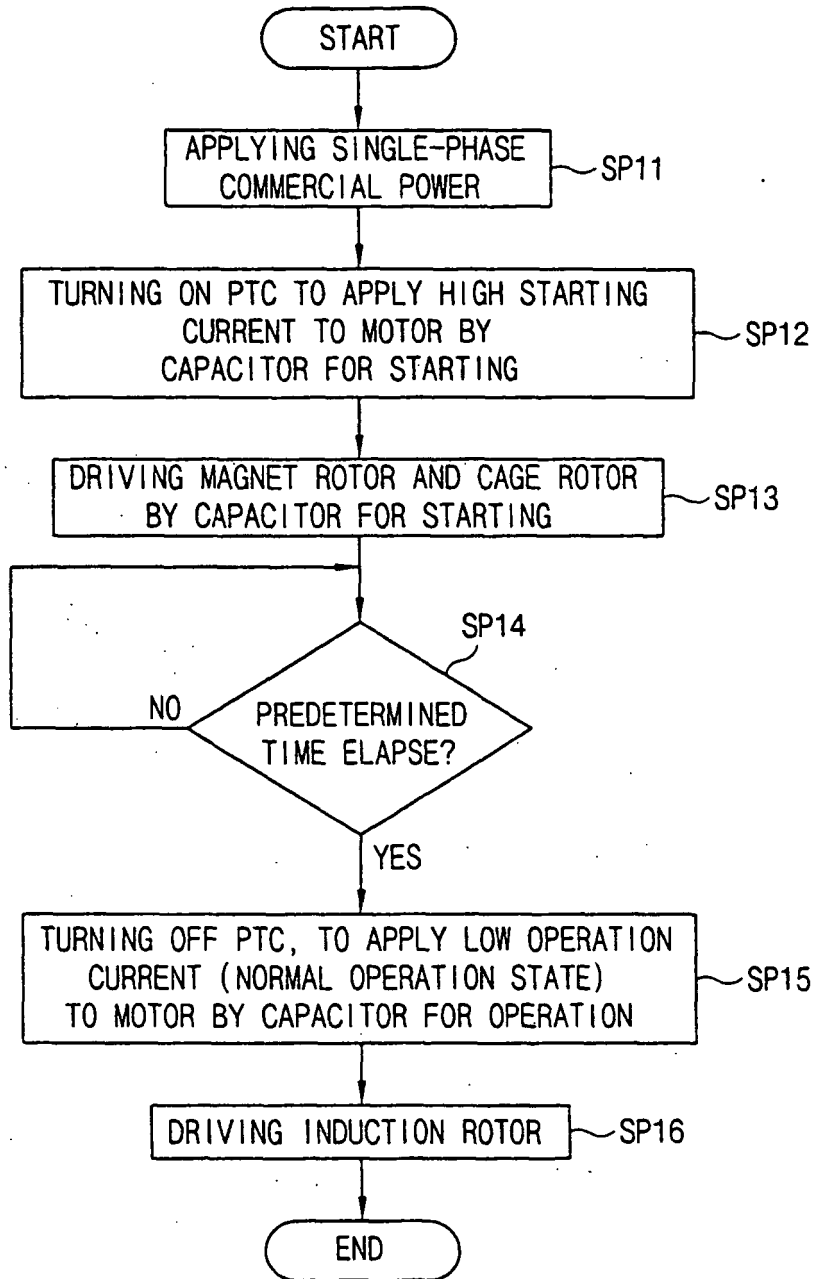 START
APPLYING SINGLE-PHASE
COMMERCIAL POWER
SP11
TURNING ON PTC TO APPLY HIGH STARTING
CURRENT TO MOTOR BY
CAPACITOR FOR STARTING
SP12
DRIVING MAGNET ROTOR AND CAGE ROTOR
BY CAPACITOR FOR STARTING
SP13
SP14
PREDETERMINED
TIME ELAPSE?
NO
YES
TURNING OFF PTC, TO APPLY LOW OPERATION
CURRENT (NORMAL OPERATION STATE)
TO MOTOR BY CAPACITOR FOR OPERATION
SP15
DRIVING INDUCTION ROTOR
SP16
END